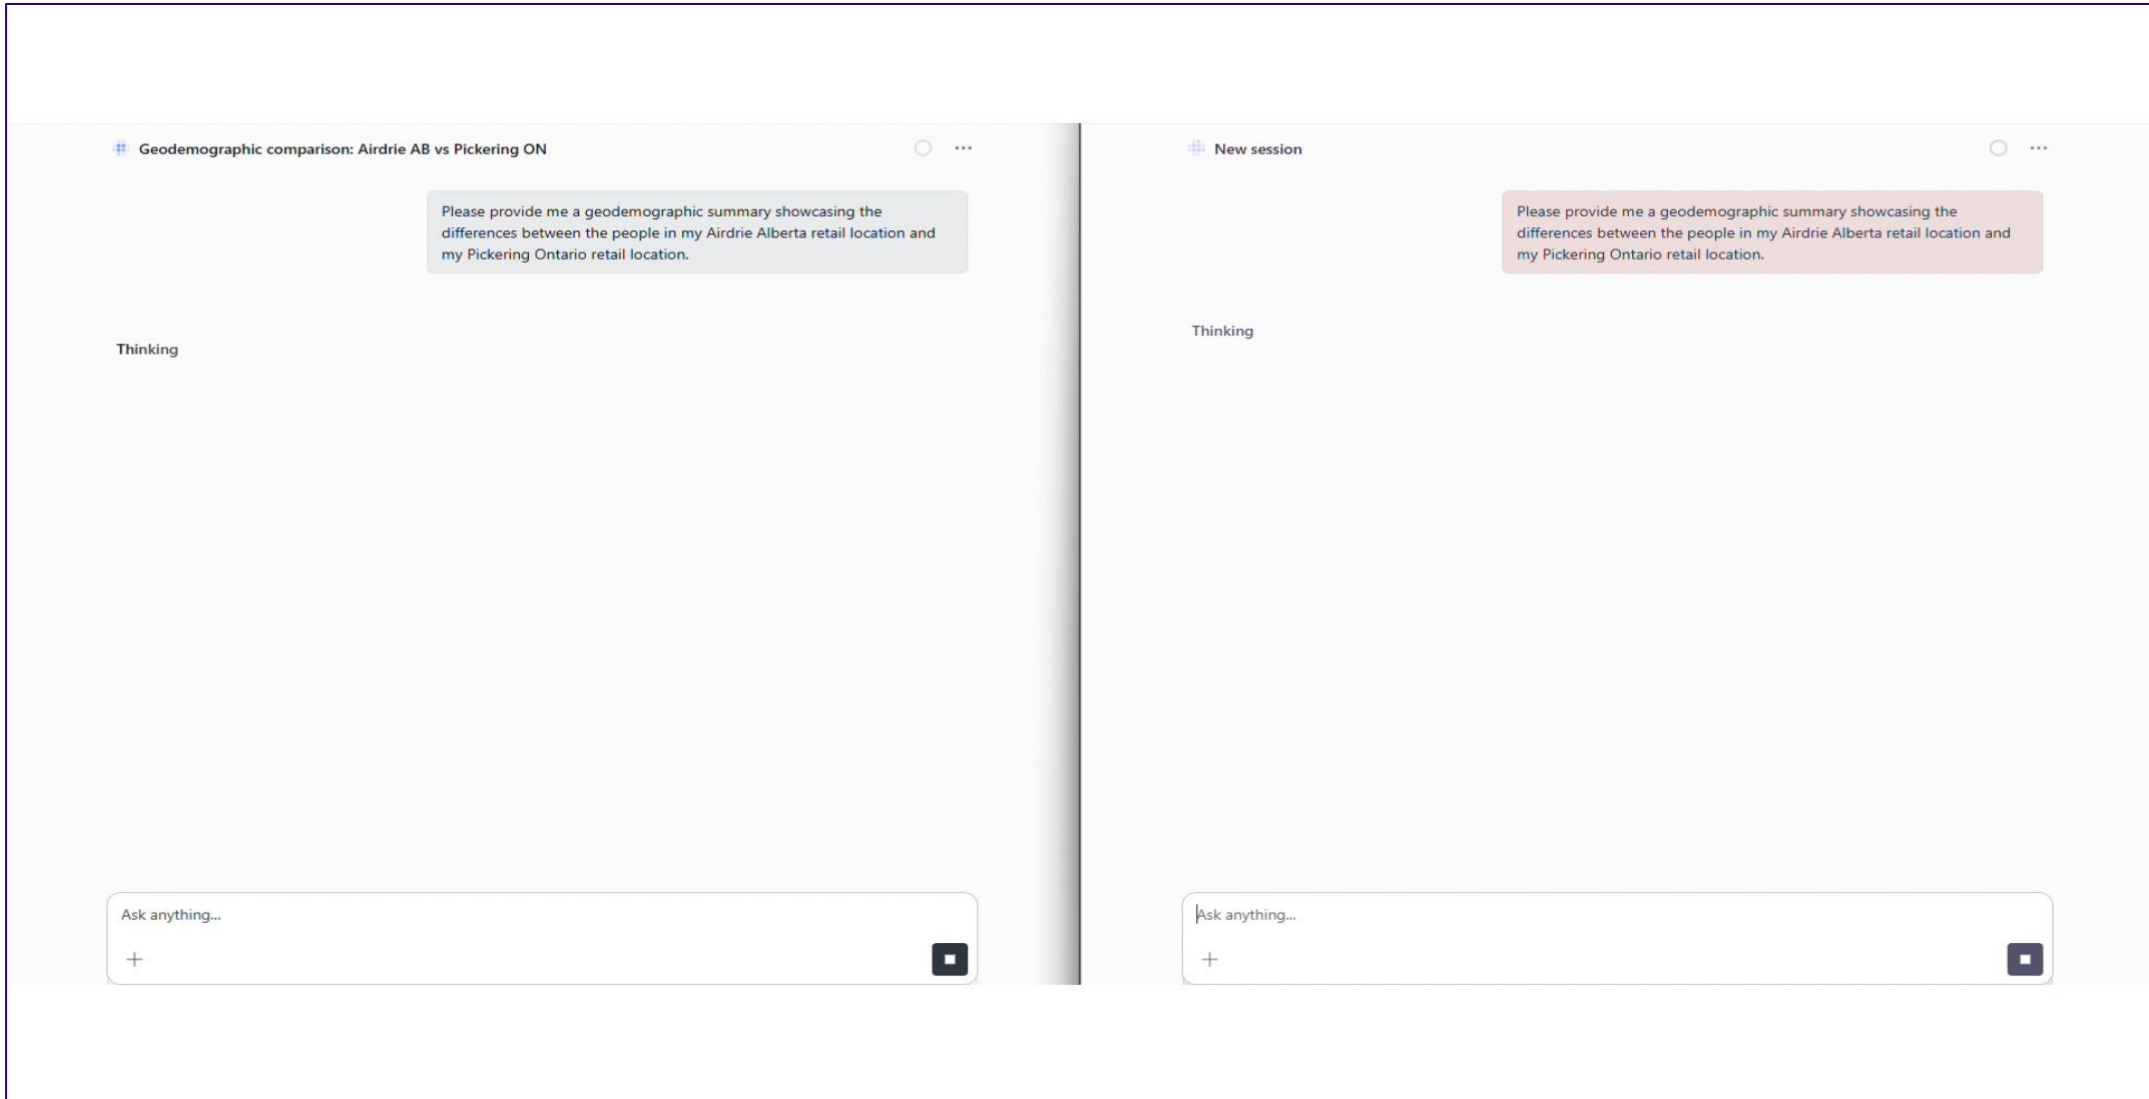 Geodemographic comparison: Airdrie AB vs Pickering ON
Please provide me a geodemographic summary showcasing the
differences between the people in my Airdrie Alberta retail location and
my Pickering Ontario retail location.
Thinking
Ask anything...
New session
Please provide me a geodemographic summary showcasing the
differences between the people in my Airdrie Alberta retail location and
my Pickering Ontario retail location.
Thinking
Ask anything...